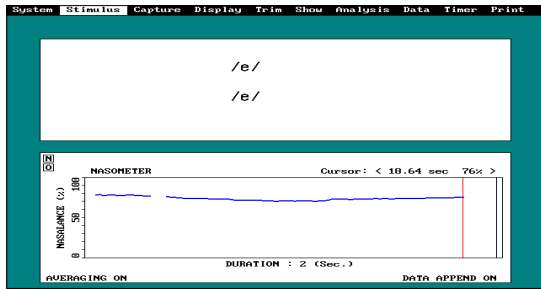 System Stimulus Capture Display Trim Show Analysis Data Timer Print
/e/
/e/
N
O
NASOMETER Cursor: < 18.64 sec 76% >
NASALANCE (%)
100
50
0
DURATION : 2 (Sec.)
AVERAGING ON DATA APPEND ON